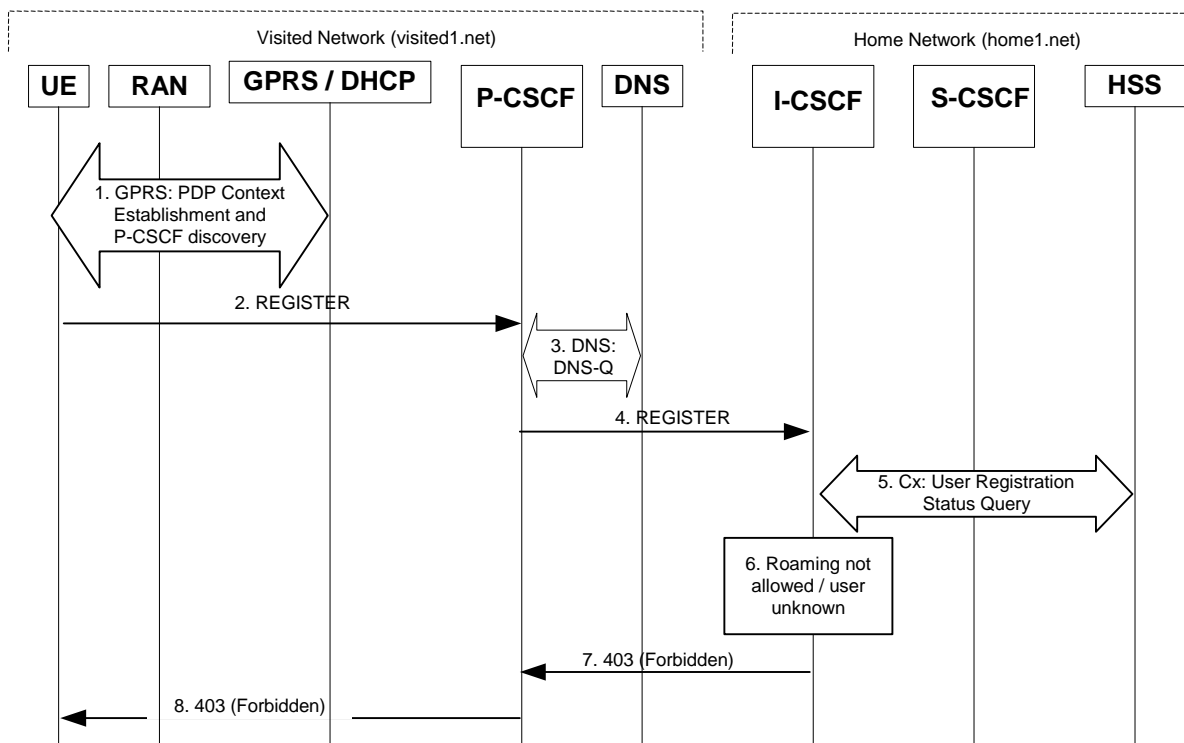 Visited Network (visited1.net)
Home Network (home1.net)
UE
RAN
GPRS / DHCP
P-CSCF
DNS
I-CSCF
S-CSCF
HSS
1. GPRS: PDP Context
Establishment and
P-CSCF discovery
2. REGISTER
3. DNS:
DNS-Q
4. REGISTER
5. Cx: User Registration
Status Query
6. Roaming not
allowed / user
unknown
7. 403 (Forbidden)
8. 403 (Forbidden)